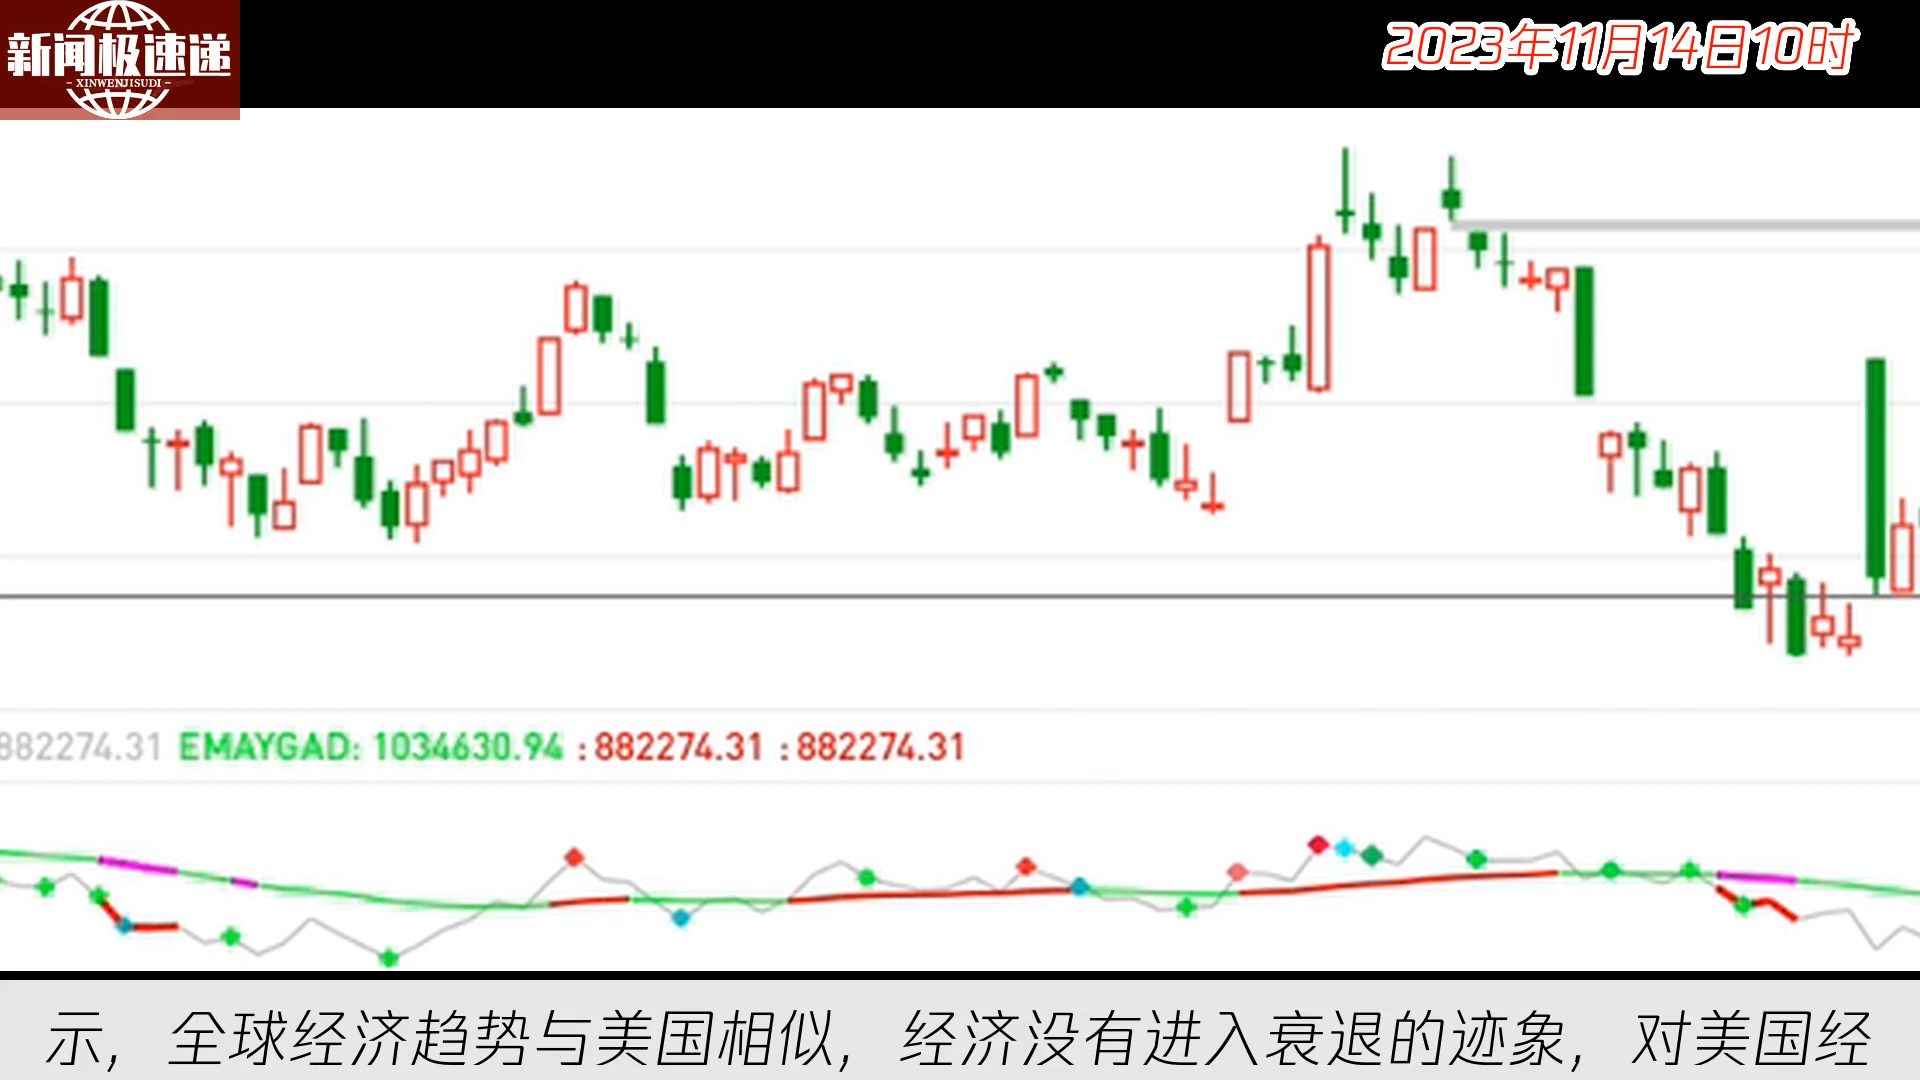 新闻极速递
- XINWENJISUDI -
2023年11月14日10时
882274.31 EMAYGAD: 1034630.94 : 882274.31 : 882274.31
示，全球经济趋势与美国相似，经济没有进入衰退的迹象，对美国经